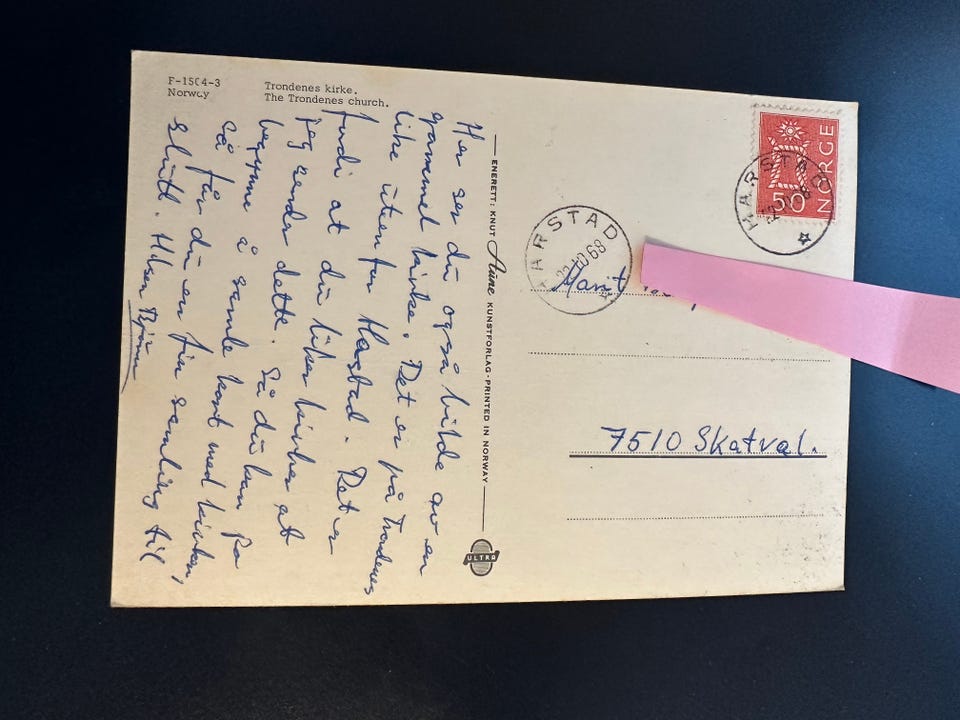 F-1504-3
Norway
Trondenes kirke.
The Trondenes church.
Her ser du også bilde av en
gammel kirke. Det er på Trondenes
like utenfor Harstad. Det er
fordi at du liker kirker at
jeg sender dette. Så du kan ta
begynne å samle kort med kirker,
så får du en fin samling til
slutt. Hilsen Bjørn
ENERETT: KNUT Aune KUNSTFORLAG - PRINTED IN NORWAY
ULTRA
NORGE
50
HARSTAD
HARSTAD
22 10 68
Marit
7510 Skatval.